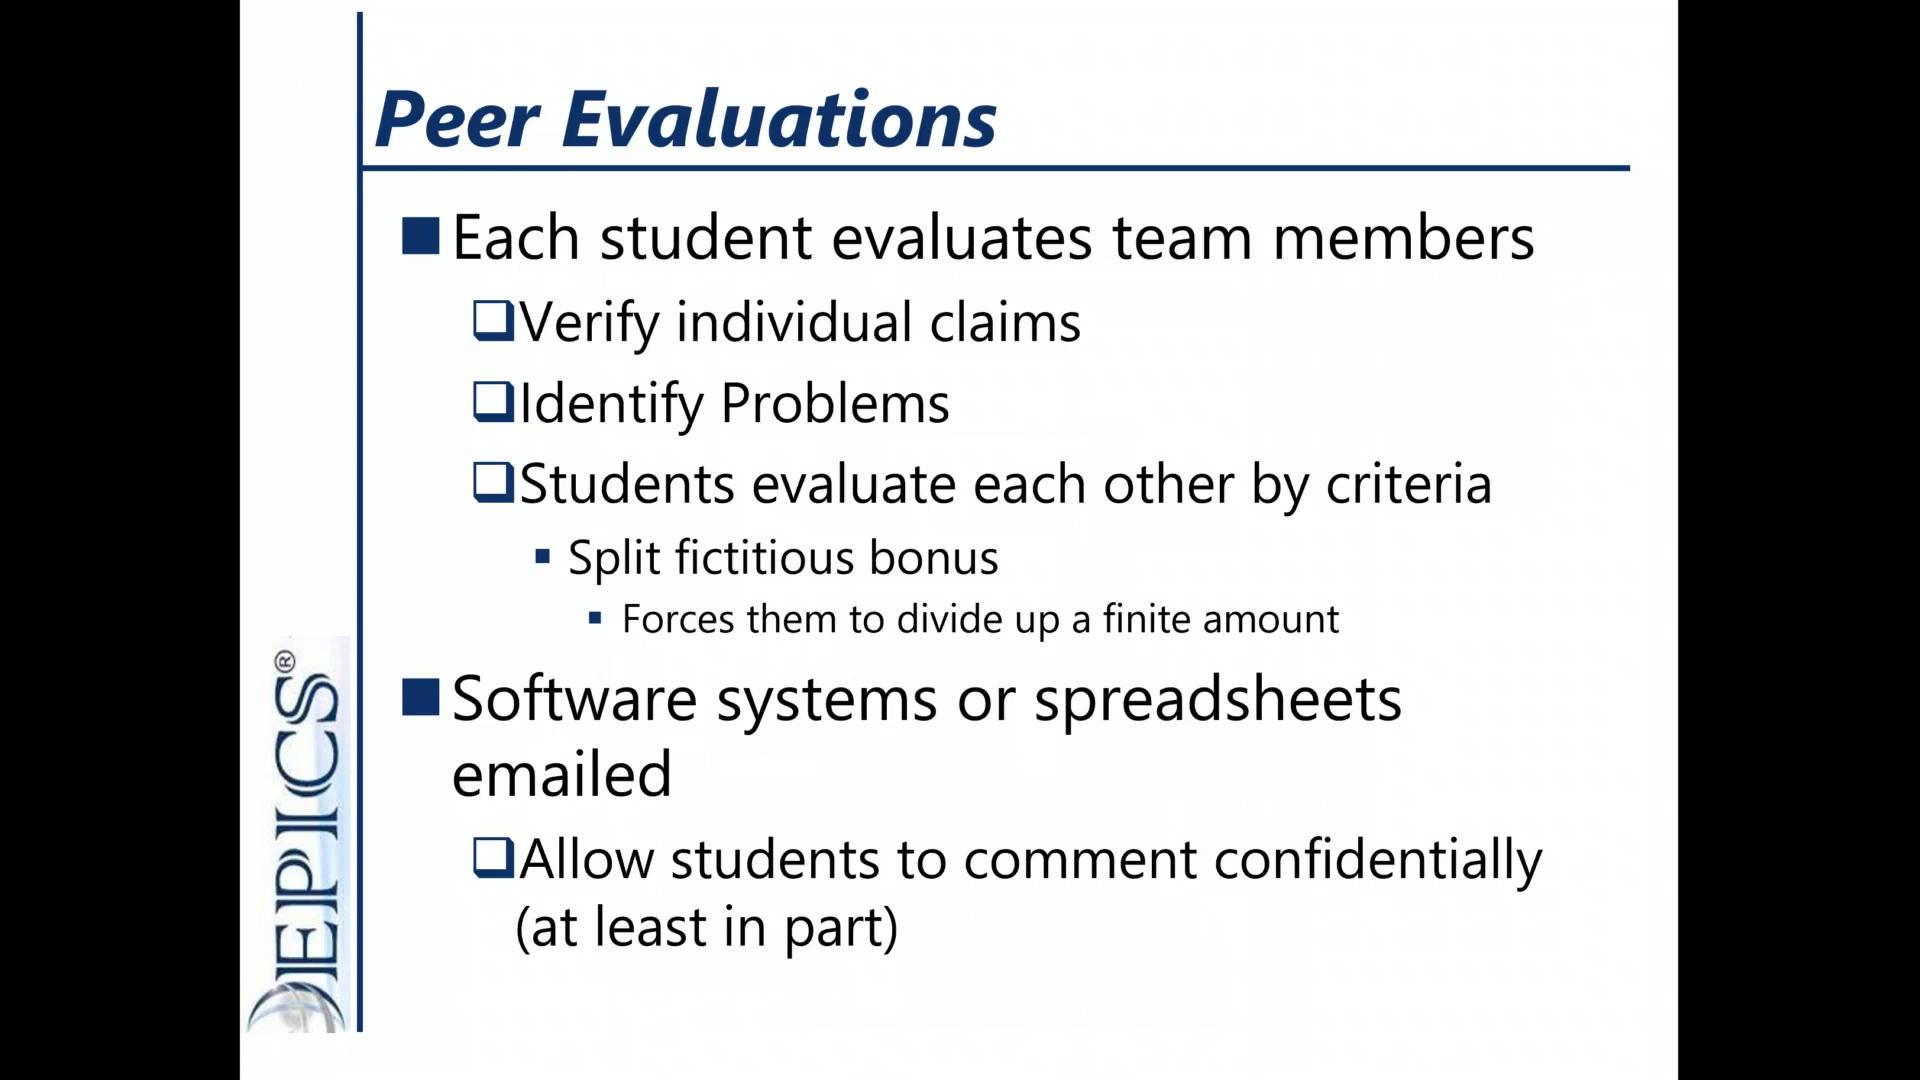 Peer Evaluations
Each student evaluates team members
Verify individual claims
Identify Problems
Students evaluate each other by criteria
Split fictitious bonus
Forces them to divide up a finite amount
Software systems or spreadsheets
emailed
Allow students to comment confidentially
(at least in part)
EPICS®